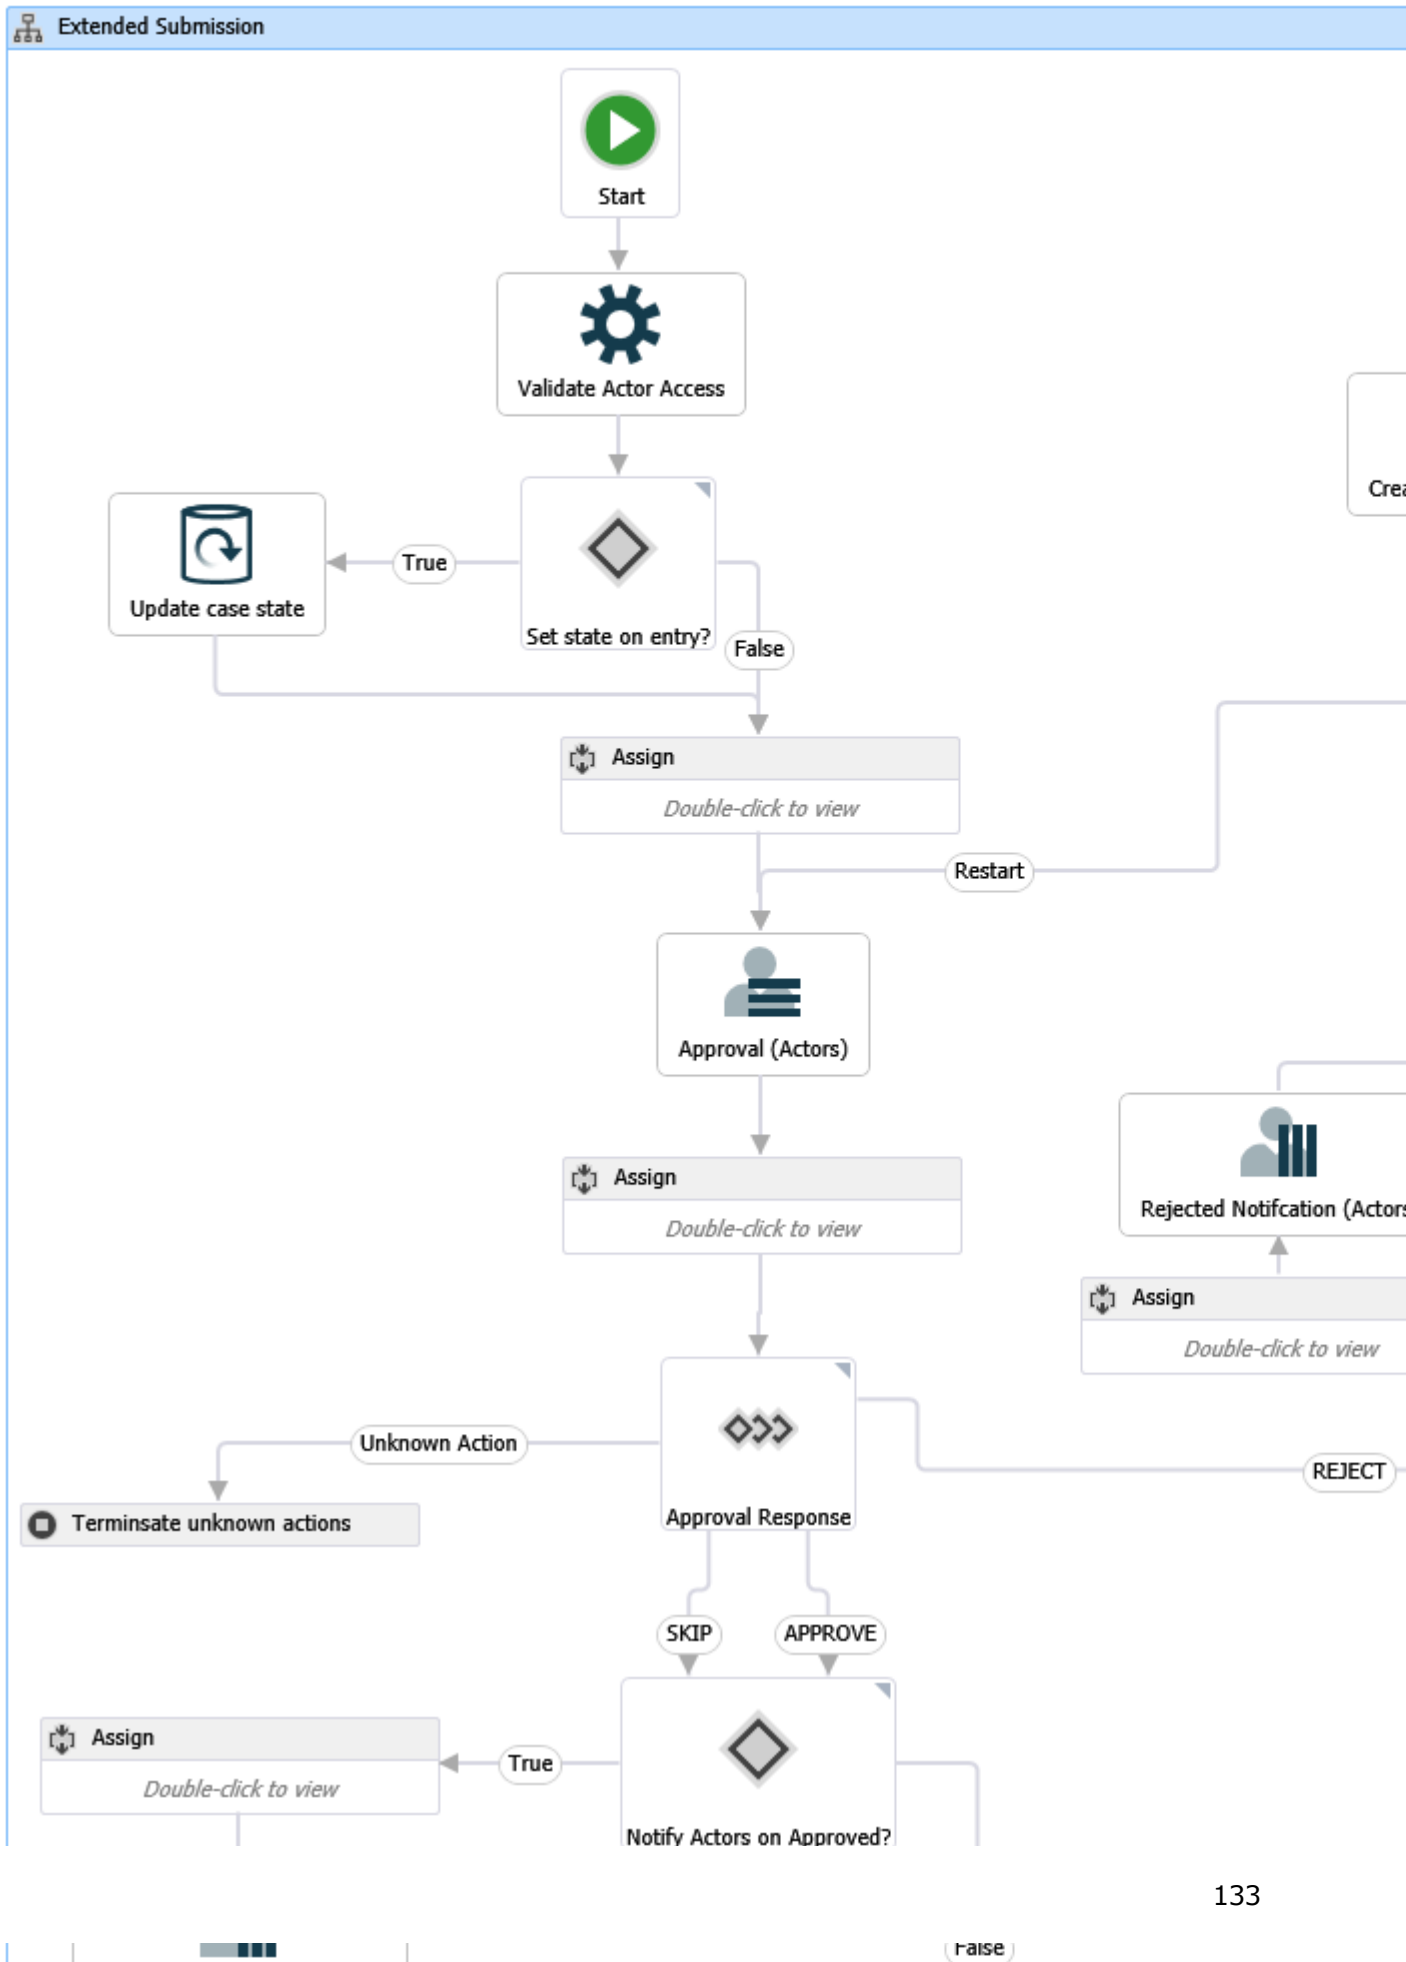 Extended Submission
Start
Validate Actor Access
Crea
True
Update case state
Set state on entry?
False
Assign
Double-click to view
Restart
Approval (Actors)
Assign
Double-click to view
Rejected Notifcation (Actors
Assign
Double-click to view
Unknown Action
REJECT
Approval Response
Terminsate unknown actions
SKIP
APPROVE
Assign
Double-click to view
True
Notify Actors on Approved?
133
False